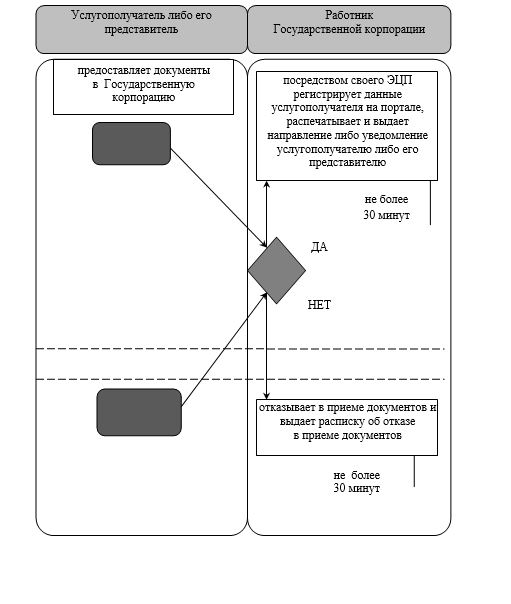 Услугополучатель либо его
представитель
Работник
Государственной корпорации
предоставляет документы
в Государственную
корпорацию
посредством своего ЭЦП
регистрирует данные
услугополучателя на портале,
распечатывает и выдает
направление либо уведомление
услугополучателю либо его
представителю
не более
30 минут
ДА
НЕТ
отказывает в приеме документов и
выдает расписку об отказе
в приеме документов
не более
30 минут